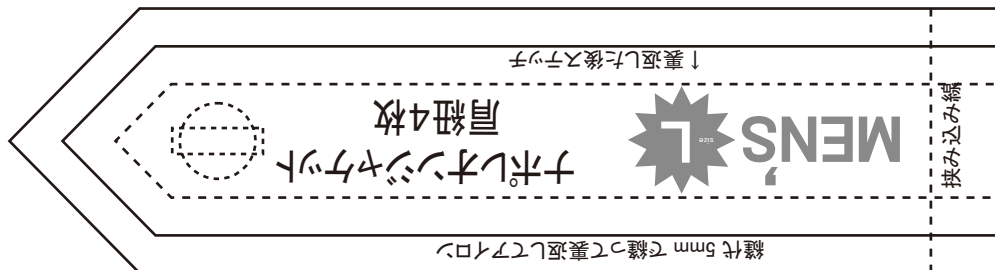 縫代 5mm で縫って裏返してアイロン
MEN'S
size
L
ナポレオンジャケット
肩紐4枚
↑裏返した後ステッチ
挟み込み線